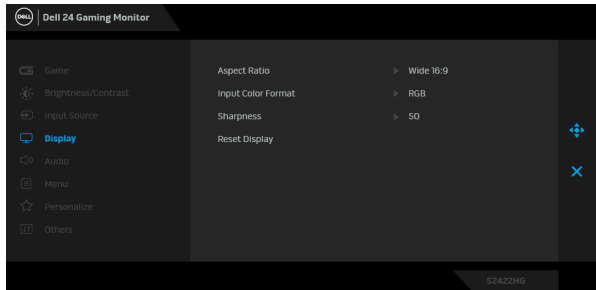 DELL Dell 24 Gaming Monitor
Game
Aspect Ratio Wide 16:9
Brightness/Contrast
Input Color Format RGB
Input Source
Sharpness 50
Display
Reset Display
Audio
Menu
Personalize
Others
S2422HG